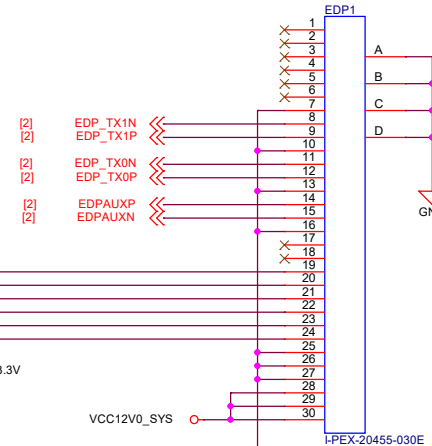 EDP1
1
2
3 A
4
5 B
6
7 C
[2] EDP_TX1N 8
[2] EDP_TX1P 9 D
10
[2] EDP_TX0N 11
[2] EDP_TX0P 12
13
[2] EDPAUXP 14
[2] EDPAUXN 15
GN
16
17
18
19
20
21
22
23
24
25
26
3.3V
27
28
29
VCC12V0_SYS 30
I-PEX-20455-030E